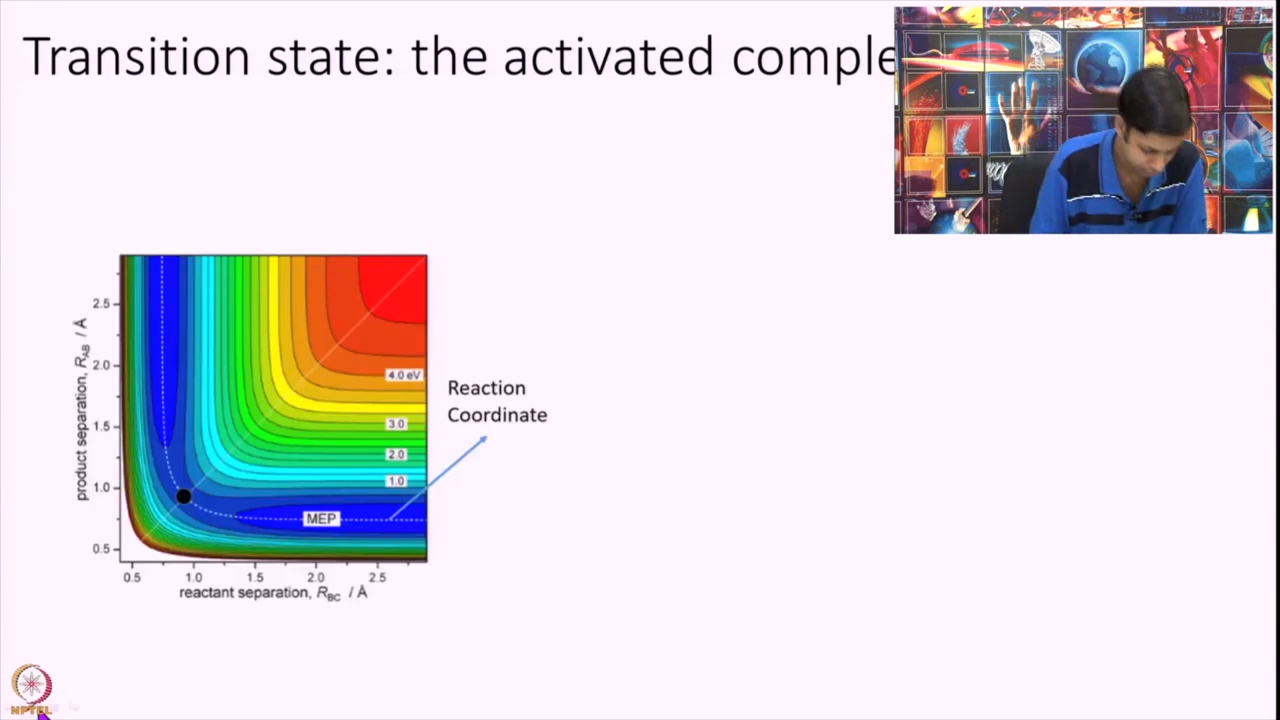 Transition state: the activated comple
2.5
2.0
1.5
1.0
0.5
product separation, R_AB / Å
4.0 eV
3.0
2.0
1.0
MEP
0.5 1.0 1.5 2.0 2.5
reactant separation, R_BC / Å
Reaction
Coordinate
NPTEL